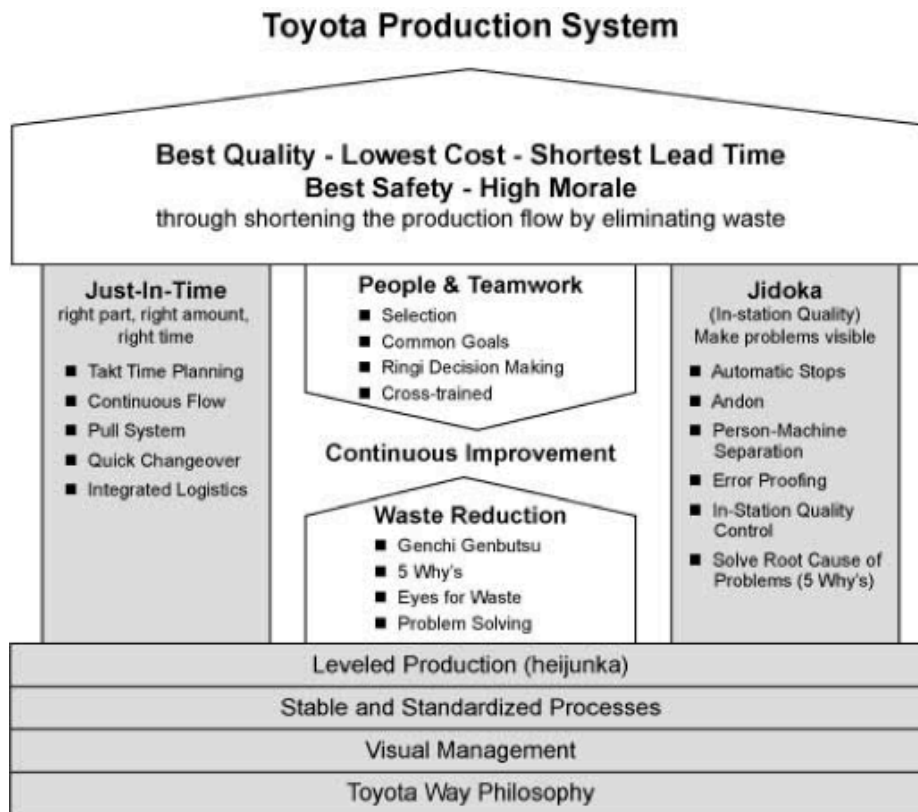 Toyota Production System
Best Quality - Lowest Cost - Shortest Lead Time
Best Safety - High Morale
through shortening the production flow by eliminating waste
Just-In-Time
right part, right amount,
right time
■ Takt Time Planning
■ Continuous Flow
■ Pull System
■ Quick Changeover
■ Integrated Logistics
People & Teamwork
■ Selection
■ Common Goals
■ Ringi Decision Making
■ Cross-trained
Continuous Improvement
Waste Reduction
■ Genchi Genbutsu
■ 5 Why's
■ Eyes for Waste
■ Problem Solving
Jidoka
(In-station Quality)
Make problems visible
■ Automatic Stops
■ Andon
■ Person-Machine
Separation
■ Error Proofing
■ In-Station Quality
Control
■ Solve Root Cause of
Problems (5 Why's)
Leveled Production (heijunka)
Stable and Standardized Processes
Visual Management
Toyota Way Philosophy